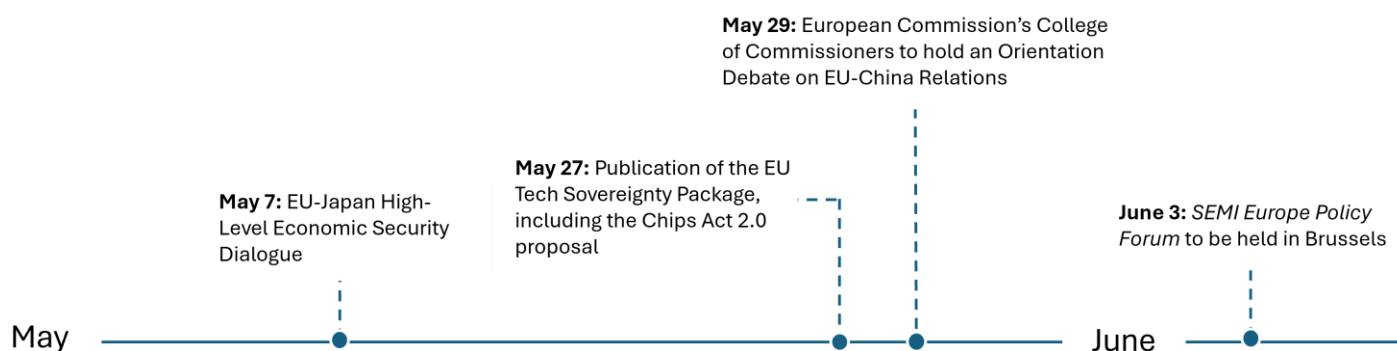 May 29: European Commission's College
of Commissioners to hold an Orientation
Debate on EU-China Relations
May 27: Publication of the EU
Tech Sovereignty Package,
including the Chips Act 2.0
proposal
May 7: EU-Japan High-
Level Economic Security
Dialogue
June 3: SEMI Europe Policy
Forum to be held in Brussels
May
June